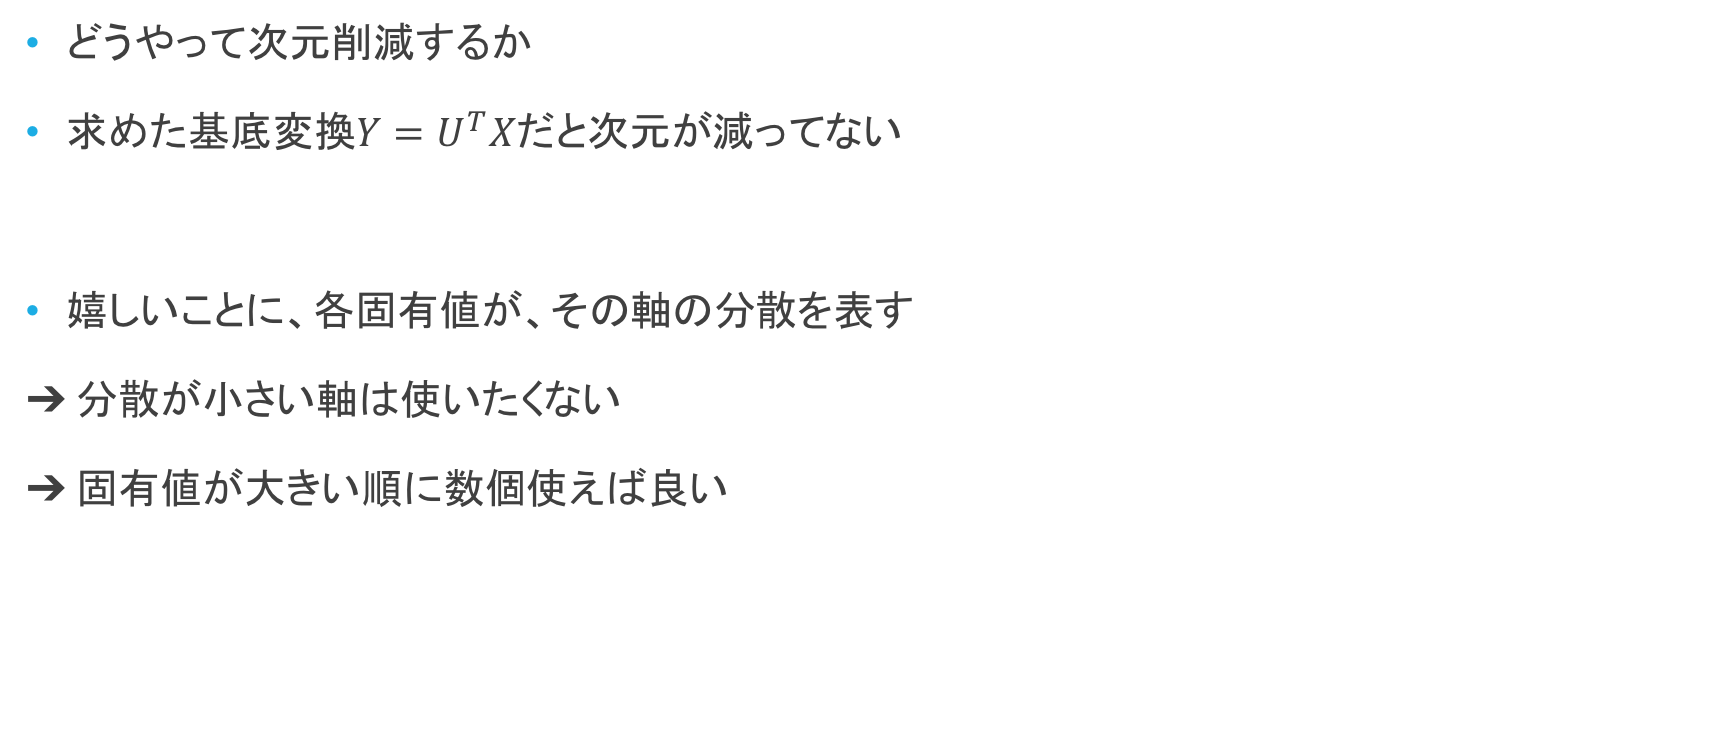 • どうやって次元削減するか
• 求めた基底変換Y = U^T Xだと次元が減ってない
• 嬉しいことに、各固有値が、その軸の分散を表す
➔ 分散が小さい軸は使いたくない
➔ 固有値が大きい順に数個使えば良い